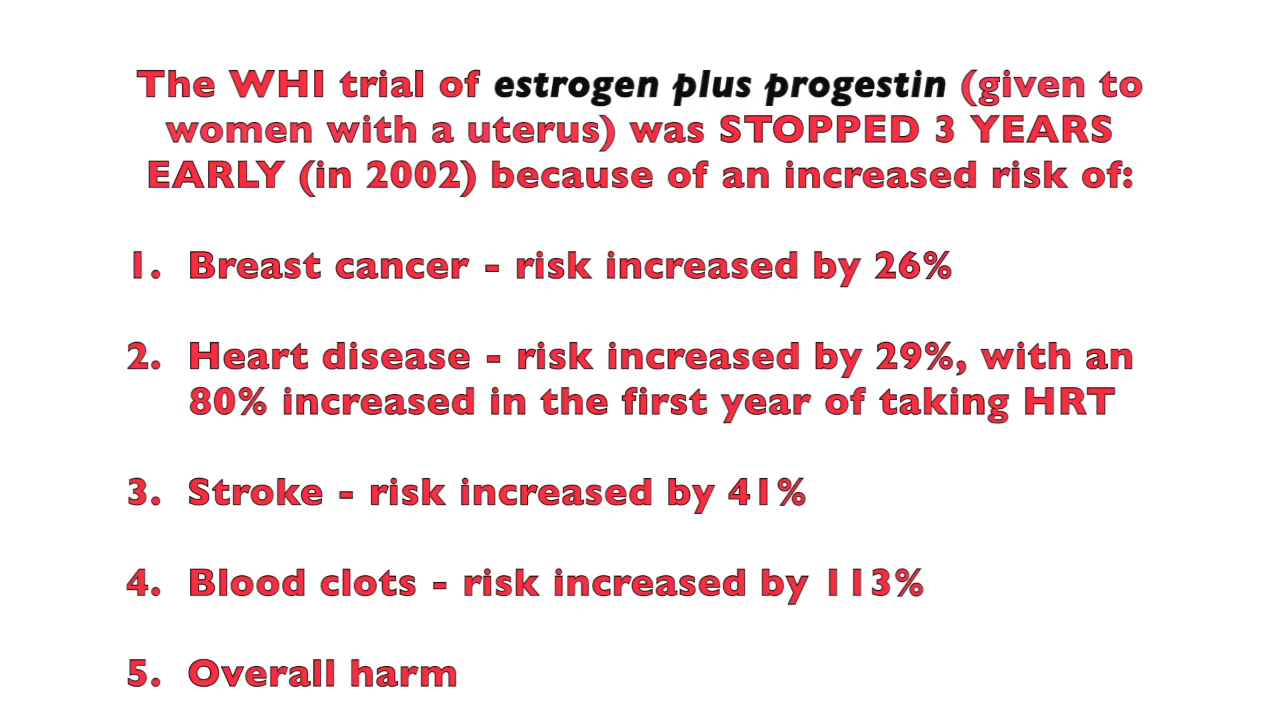 The WHI trial of estrogen plus progestin (given to
women with a uterus) was STOPPED 3 YEARS
EARLY (in 2002) because of an increased risk of:
1. Breast cancer - risk increased by 26%
2. Heart disease - risk increased by 29%, with an
80% increased in the first year of taking HRT
3. Stroke - risk increased by 41%
4. Blood clots - risk increased by 113%
5. Overall harm